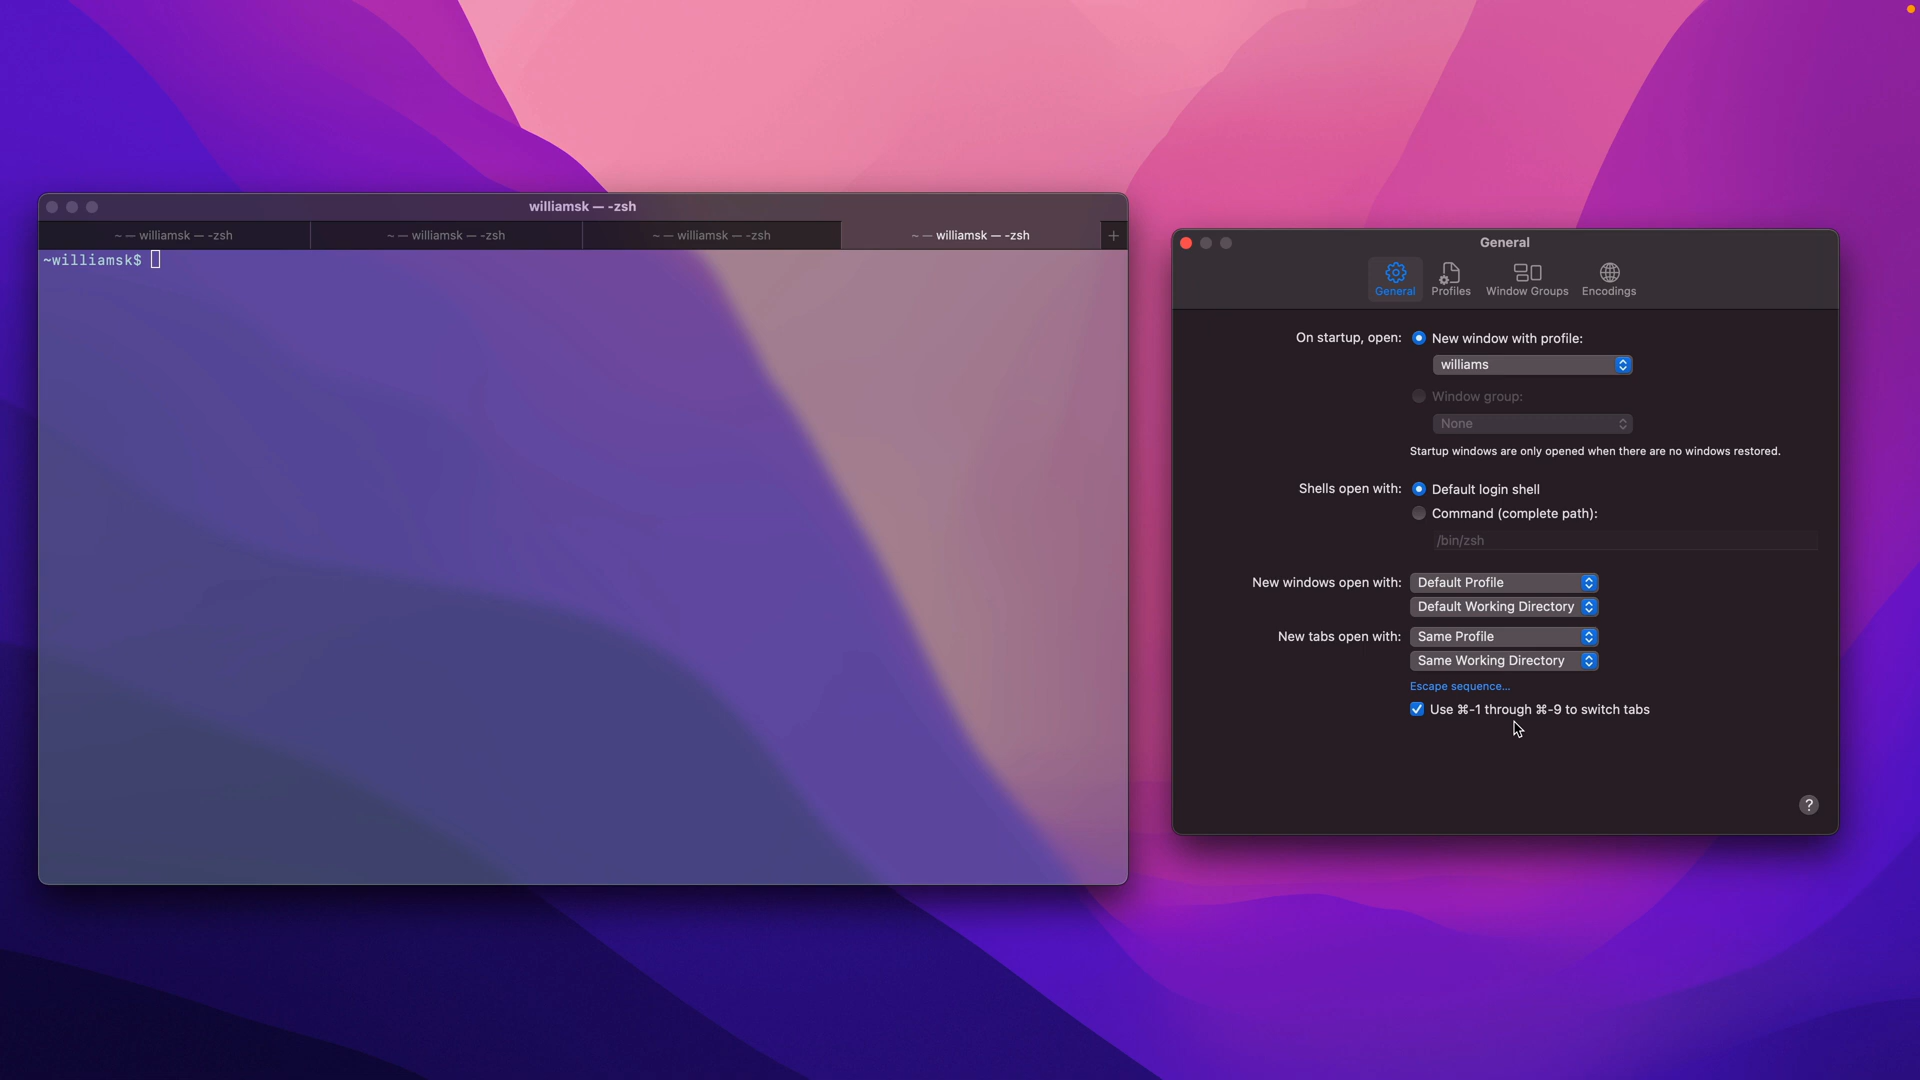 williamsk — -zsh
~ — williamsk — -zsh
~ — williamsk — -zsh
~ — williamsk — -zsh
~ — williamsk — -zsh
+
~williamsk$
General
General
Profiles
Window Groups
Encodings
On startup, open:
New window with profile:
williams
Window group:
None
Startup windows are only opened when there are no windows restored.
Shells open with:
Default login shell
Command (complete path):
/bin/zsh
New windows open with:
Default Profile
Default Working Directory
New tabs open with:
Same Profile
Same Working Directory
Escape sequence...
Use ⌘-1 through ⌘-9 to switch tabs
?